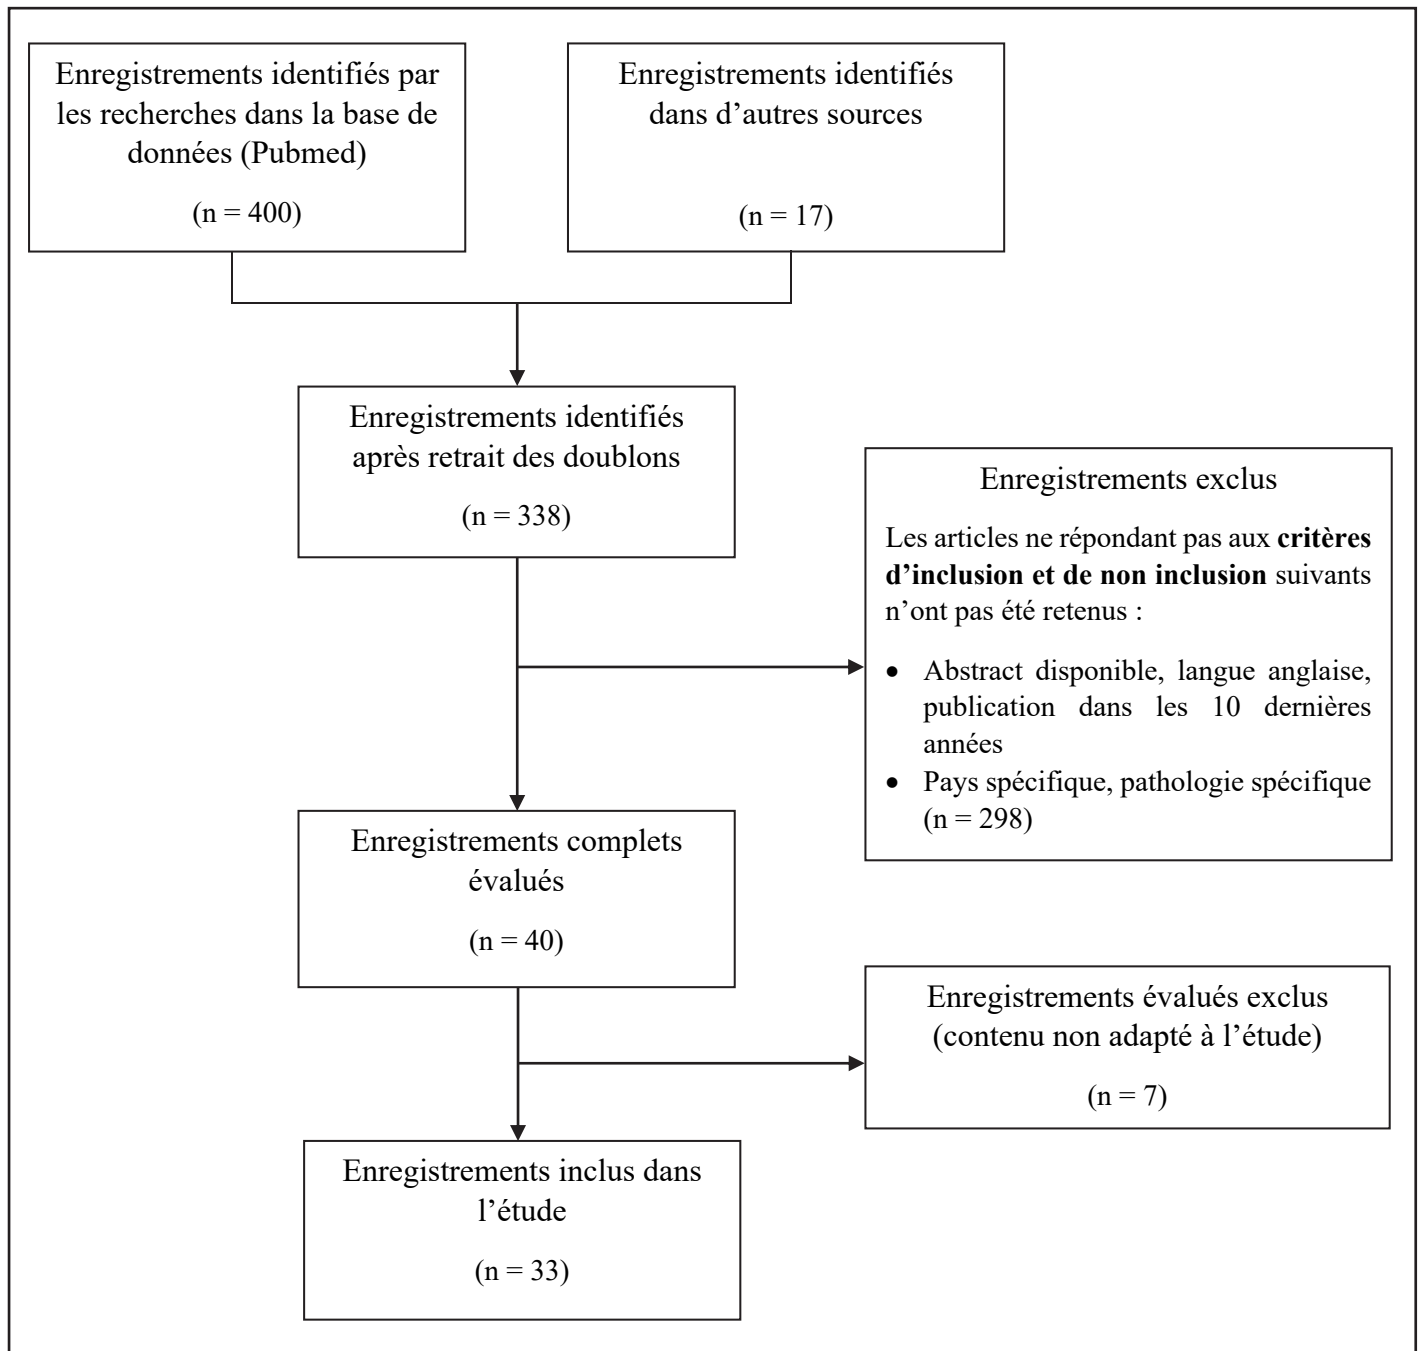 Enregistrements identifiés par
les recherches dans la base de
données (Pubmed)
(n = 400)
Enregistrements identifiés
dans d’autres sources
(n = 17)
Enregistrements identifiés
après retrait des doublons
(n = 338)
Enregistrements exclus
Les articles ne répondant pas aux critères
d’inclusion et de non inclusion suivants
n’ont pas été retenus :
• Abstract disponible, langue anglaise,
publication dans les 10 dernières
années
• Pays spécifique, pathologie spécifique
(n = 298)
Enregistrements complets
évalués
(n = 40)
Enregistrements évalués exclus
(contenu non adapté à l’étude)
(n = 7)
Enregistrements inclus dans
l’étude
(n = 33)